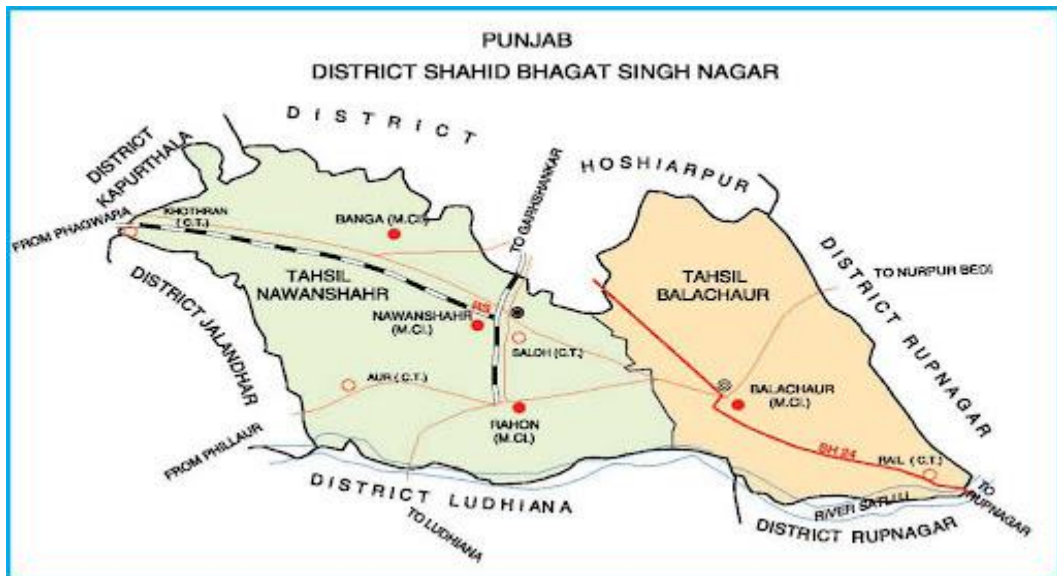 PUNJAB
DISTRICT SHAHID BHAGAT SINGH NAGAR
DISTRICT
HOSHIARPUR
DISTRICT
KAPURTHALA
FROM PHAGWARA
KHOTHRAN
(C.T.)
BANGA (M.Cl.)
TO GARHSHANKAR
TAHSIL
NAWANSHAHR
TAHSIL
BALACHAUR
DISTRICT RUPNAGAR
TO NURPUR BEDI
DISTRICT JALANDHAR
RS
NAWANSHAHR
(M.Cl.)
SALOH (C.T.)
AUR (C.T.)
BALACHAUR
(M.Cl.)
RAHON
(M.Cl.)
FROM PHILLAUR
SH 24
RAIL (C.T.)
DISTRICT LUDHIANA
TO LUDHIANA
RIVER SATLUJ
DISTRICT RUPNAGAR
TO
RUPNAGAR